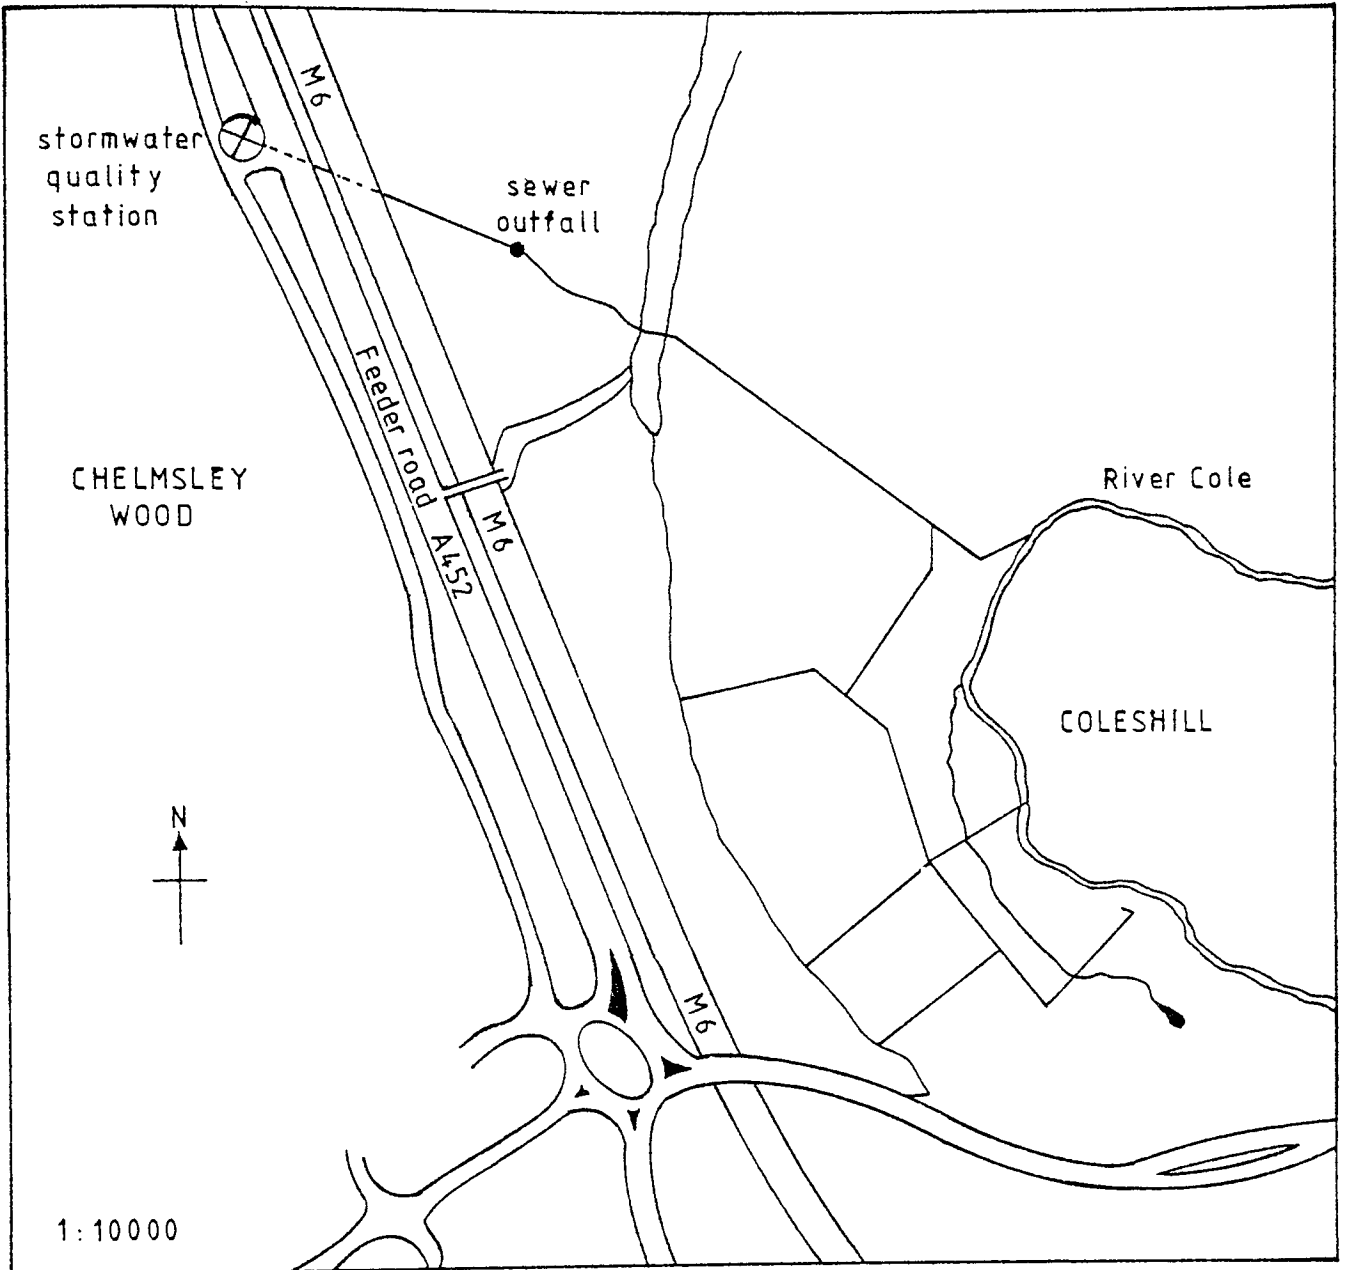 M6
stormwater
quality
station
sewer
outfall
Feeder road
CHELMSLEY
WOOD
River Cole
M6
A452
COLESHILL
N
M6
1:10000